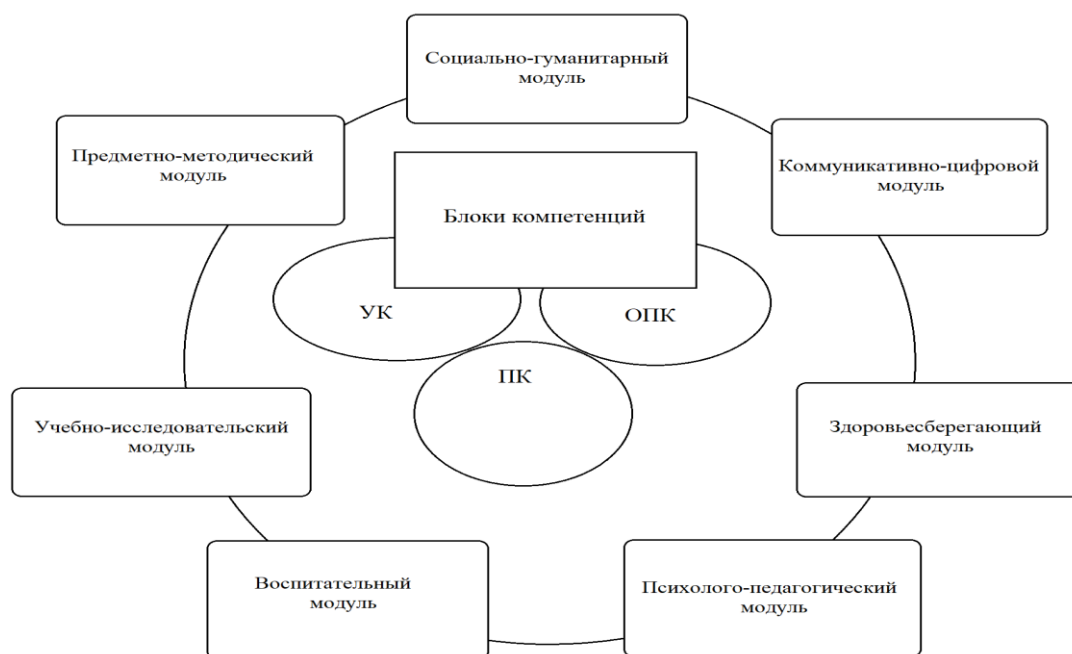 Социально-гуманитарный
модуль
Предметно-методический
модуль
Коммуникативно-цифровой
модуль
Блоки компетенций
УК
ОПК
ПК
Учебно-исследовательский
модуль
Здоровьесберегающий
модуль
Воспитательный
модуль
Психолого-педагогический
модуль